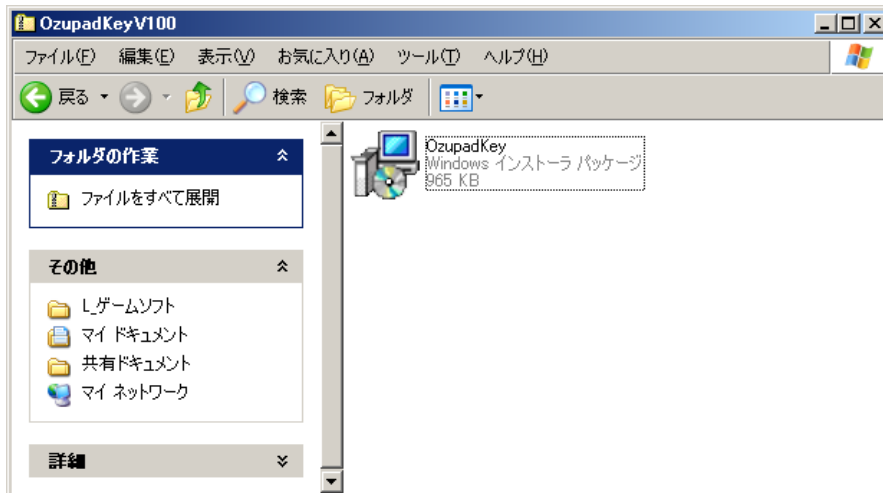 OzupadKeyV100
ファイル(F) 編集(E) 表示(V) お気に入り(A) ツール(T) ヘルプ(H)
戻る 検索 フォルダ
フォルダの作業
ファイルをすべて展開
その他
L_ゲームソフト
マイ ドキュメント
共有ドキュメント
マイ ネットワーク
詳細
OzupadKey
Windows インストーラ パッケージ
965 KB